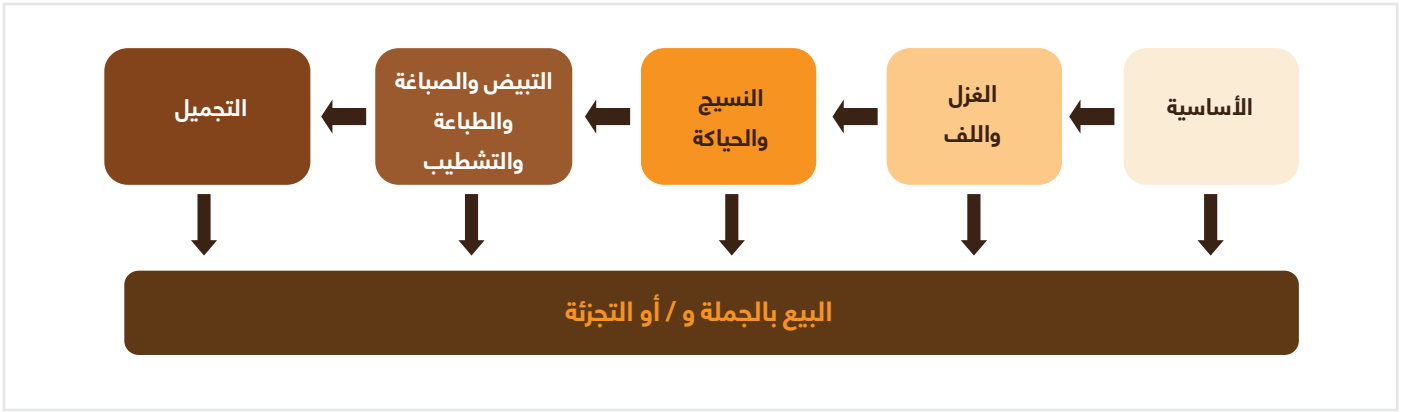 الأساسية
الغزل
واللف
النسيج
والحياكة
التبيض والصباغة
والطباعة
والتشطيب
التجميل
البيع بالجملة و / أو التجزئة